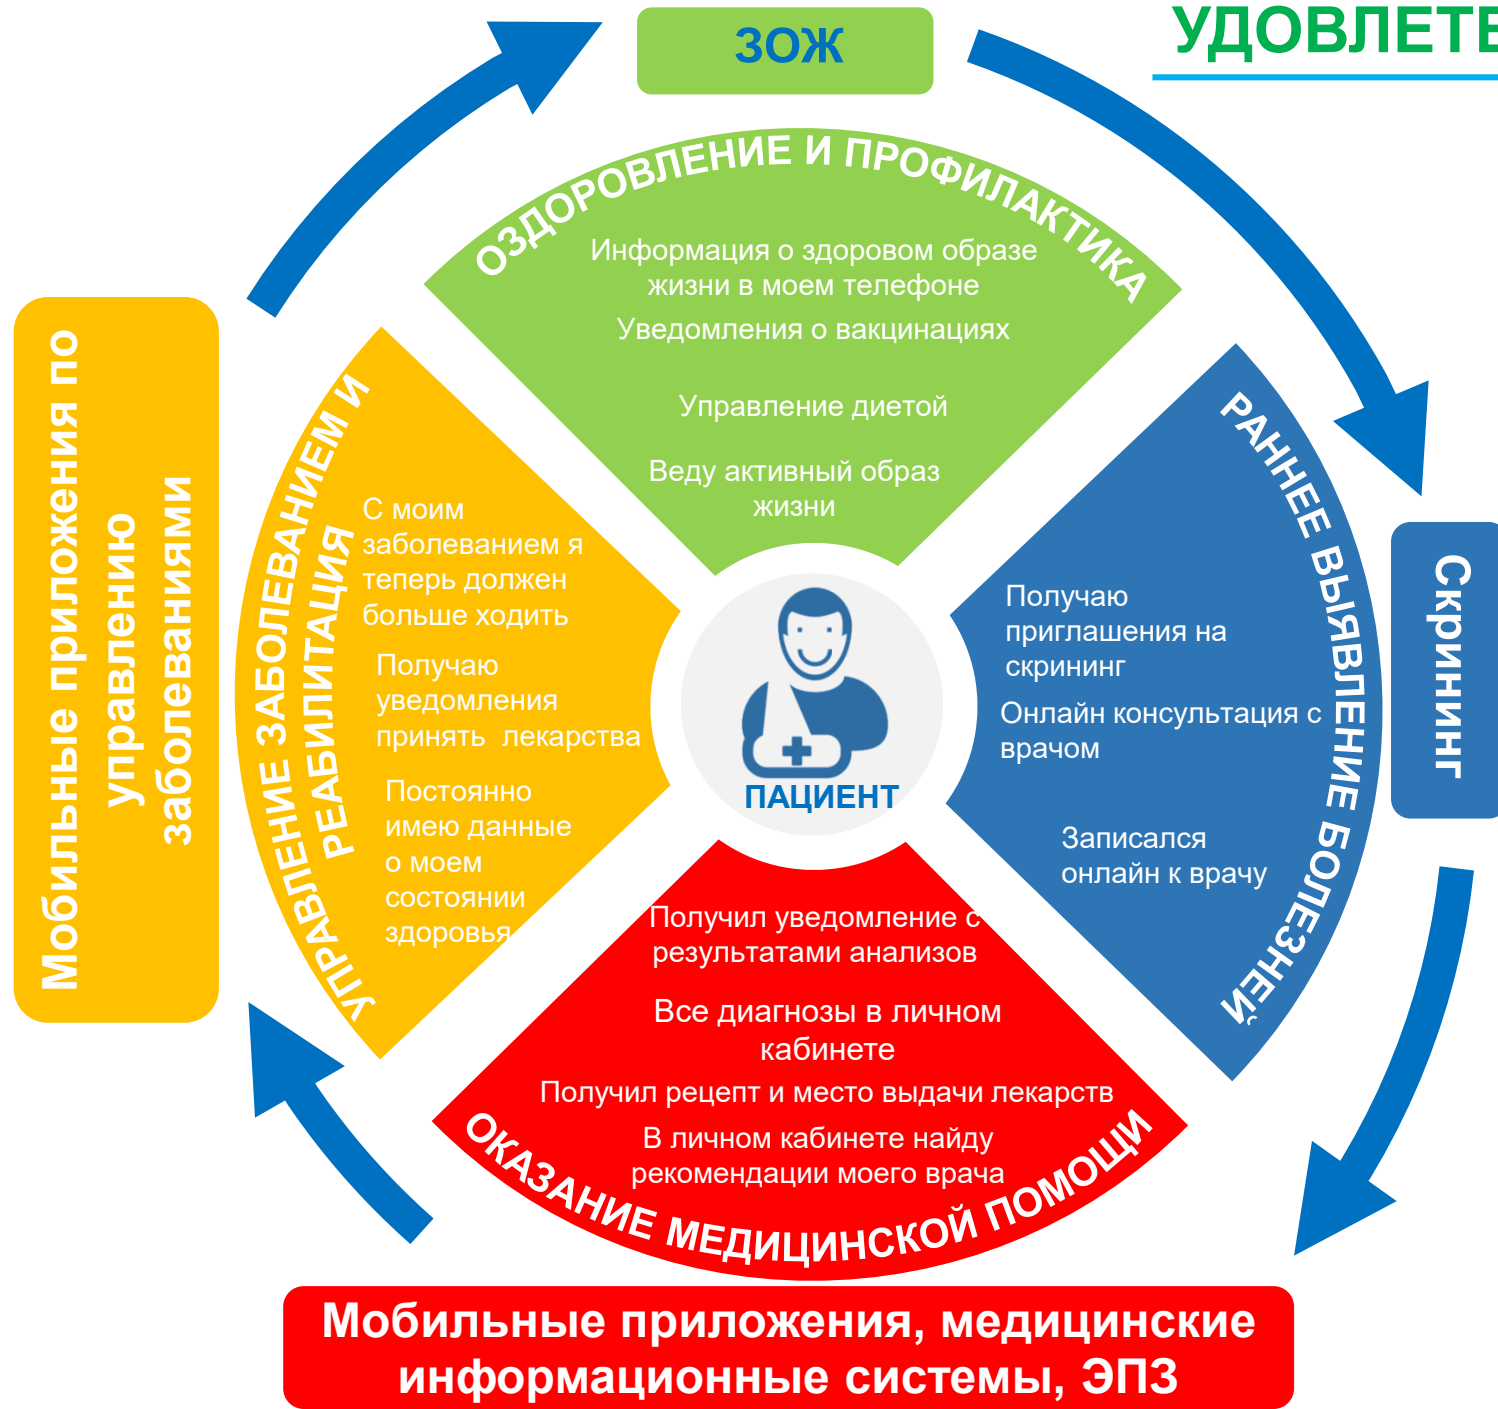 ЗОЖ
ОЗДОРОВЛЕНИЕ И ПРОФИЛАКТИКА
Информация о здоровом образе
жизни в моем телефоне
Уведомления о вакцинациях
Управление диетой
Веду активный образ
жизни
РАННЕЕ ВЫЯВЛЕНИЕ БОЛЕЗНЕЙ
Получаю
приглашения на
скрининг
Онлайн консультация с
врачом
Записался
онлайн к врачу
Скрининг
ПАЦИЕНТ
Получил уведомление с
результатами анализов
Все диагнозы в личном
кабинете
Получил рецепт и место выдачи лекарств
В личном кабинете найду
рекомендации моего врача
ОКАЗАНИЕ МЕДИЦИНСКОЙ ПОМОЩИ
Мобильные приложения, медицинские
информационные системы, ЭПЗ
УПРАВЛЕНИЕ ЗАБОЛЕВАНИЕМ И
РЕАБИЛИТАЦИЯ
С моим
заболеванием я
теперь должен
больше ходить
Получаю
уведомления
принять лекарства
Постоянно
имею данные
о моем
состоянии
здоровья
Мобильные приложения по
управлению
заболеваниями